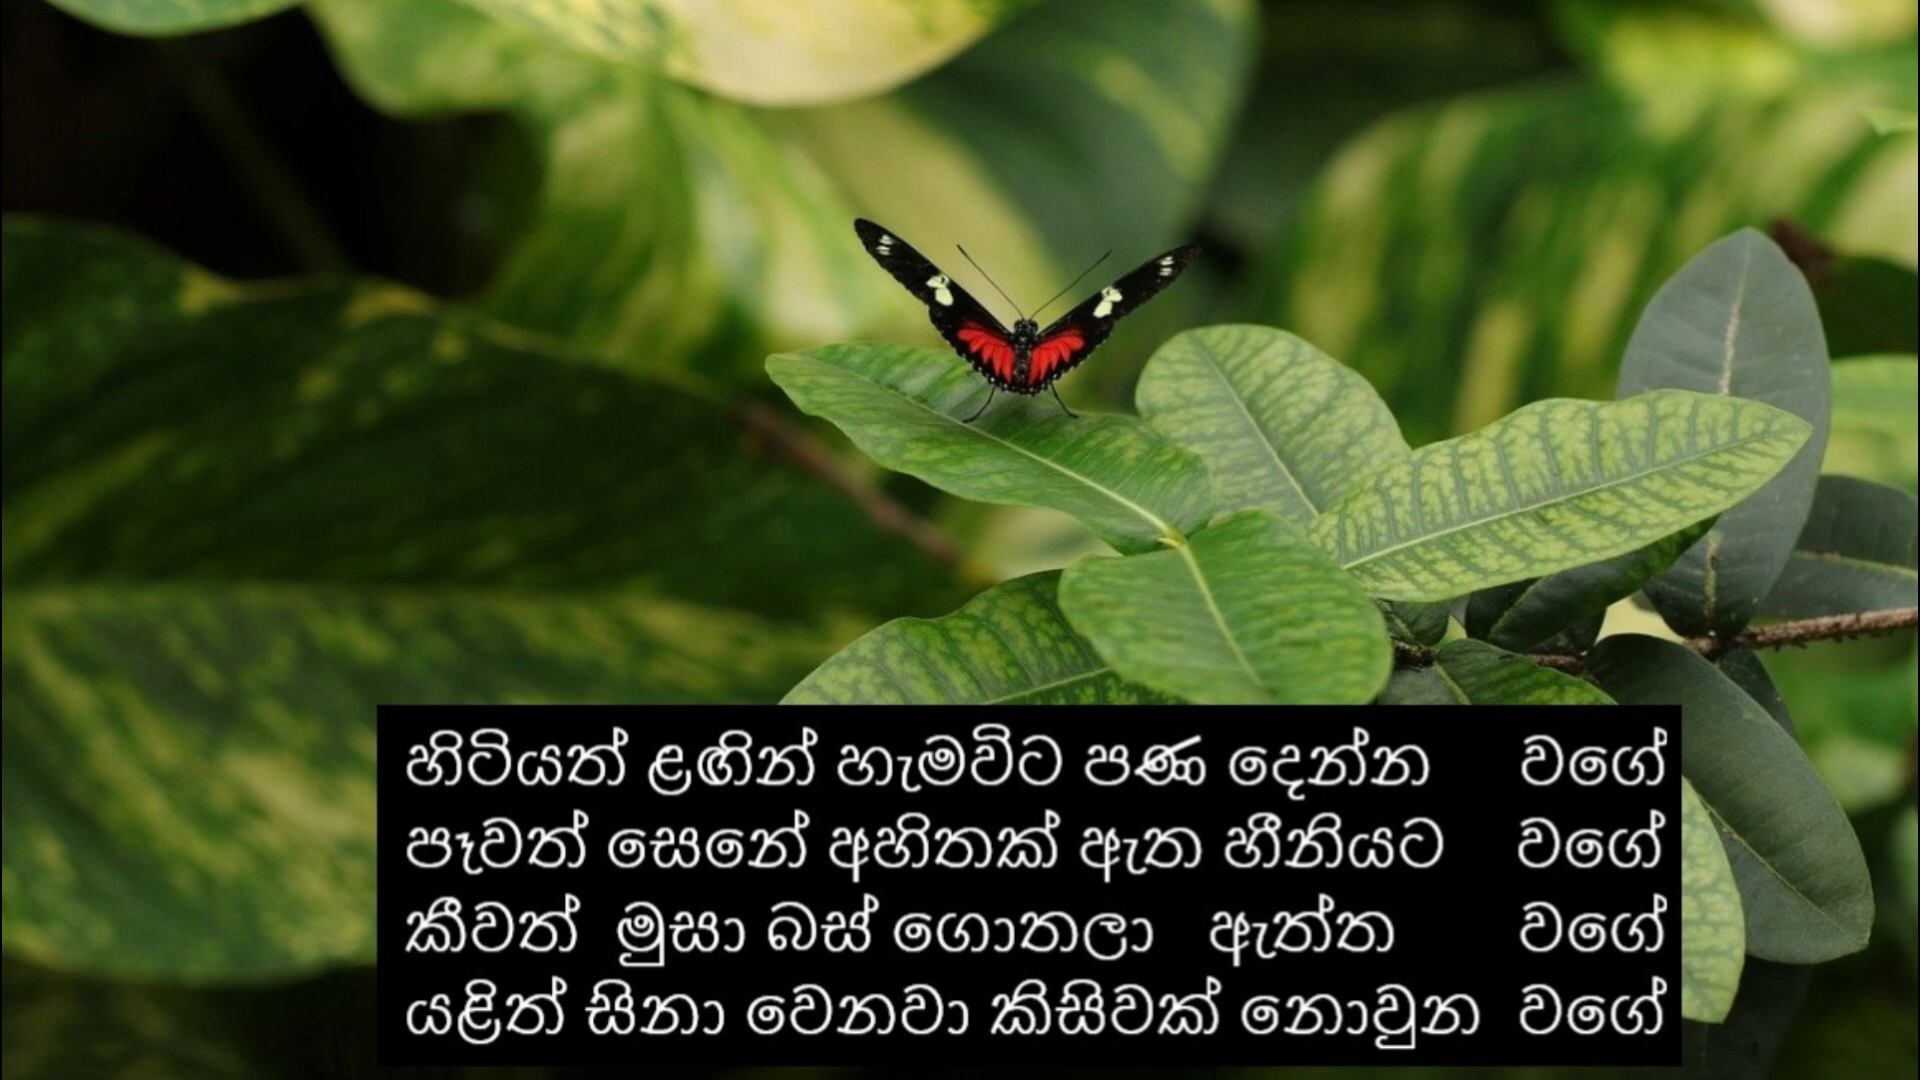 හිටියත් ළඟින් හැමවිට පණ දෙන්න වගේ
පෑවත් සෙනේ අහිතක් ඇත හීනියට වගේ
කීවත් මුසා බස් ගොතලා ඇත්ත වගේ
යළිත් සිනා වෙනවා කිසිවක් නොවුන වගේ